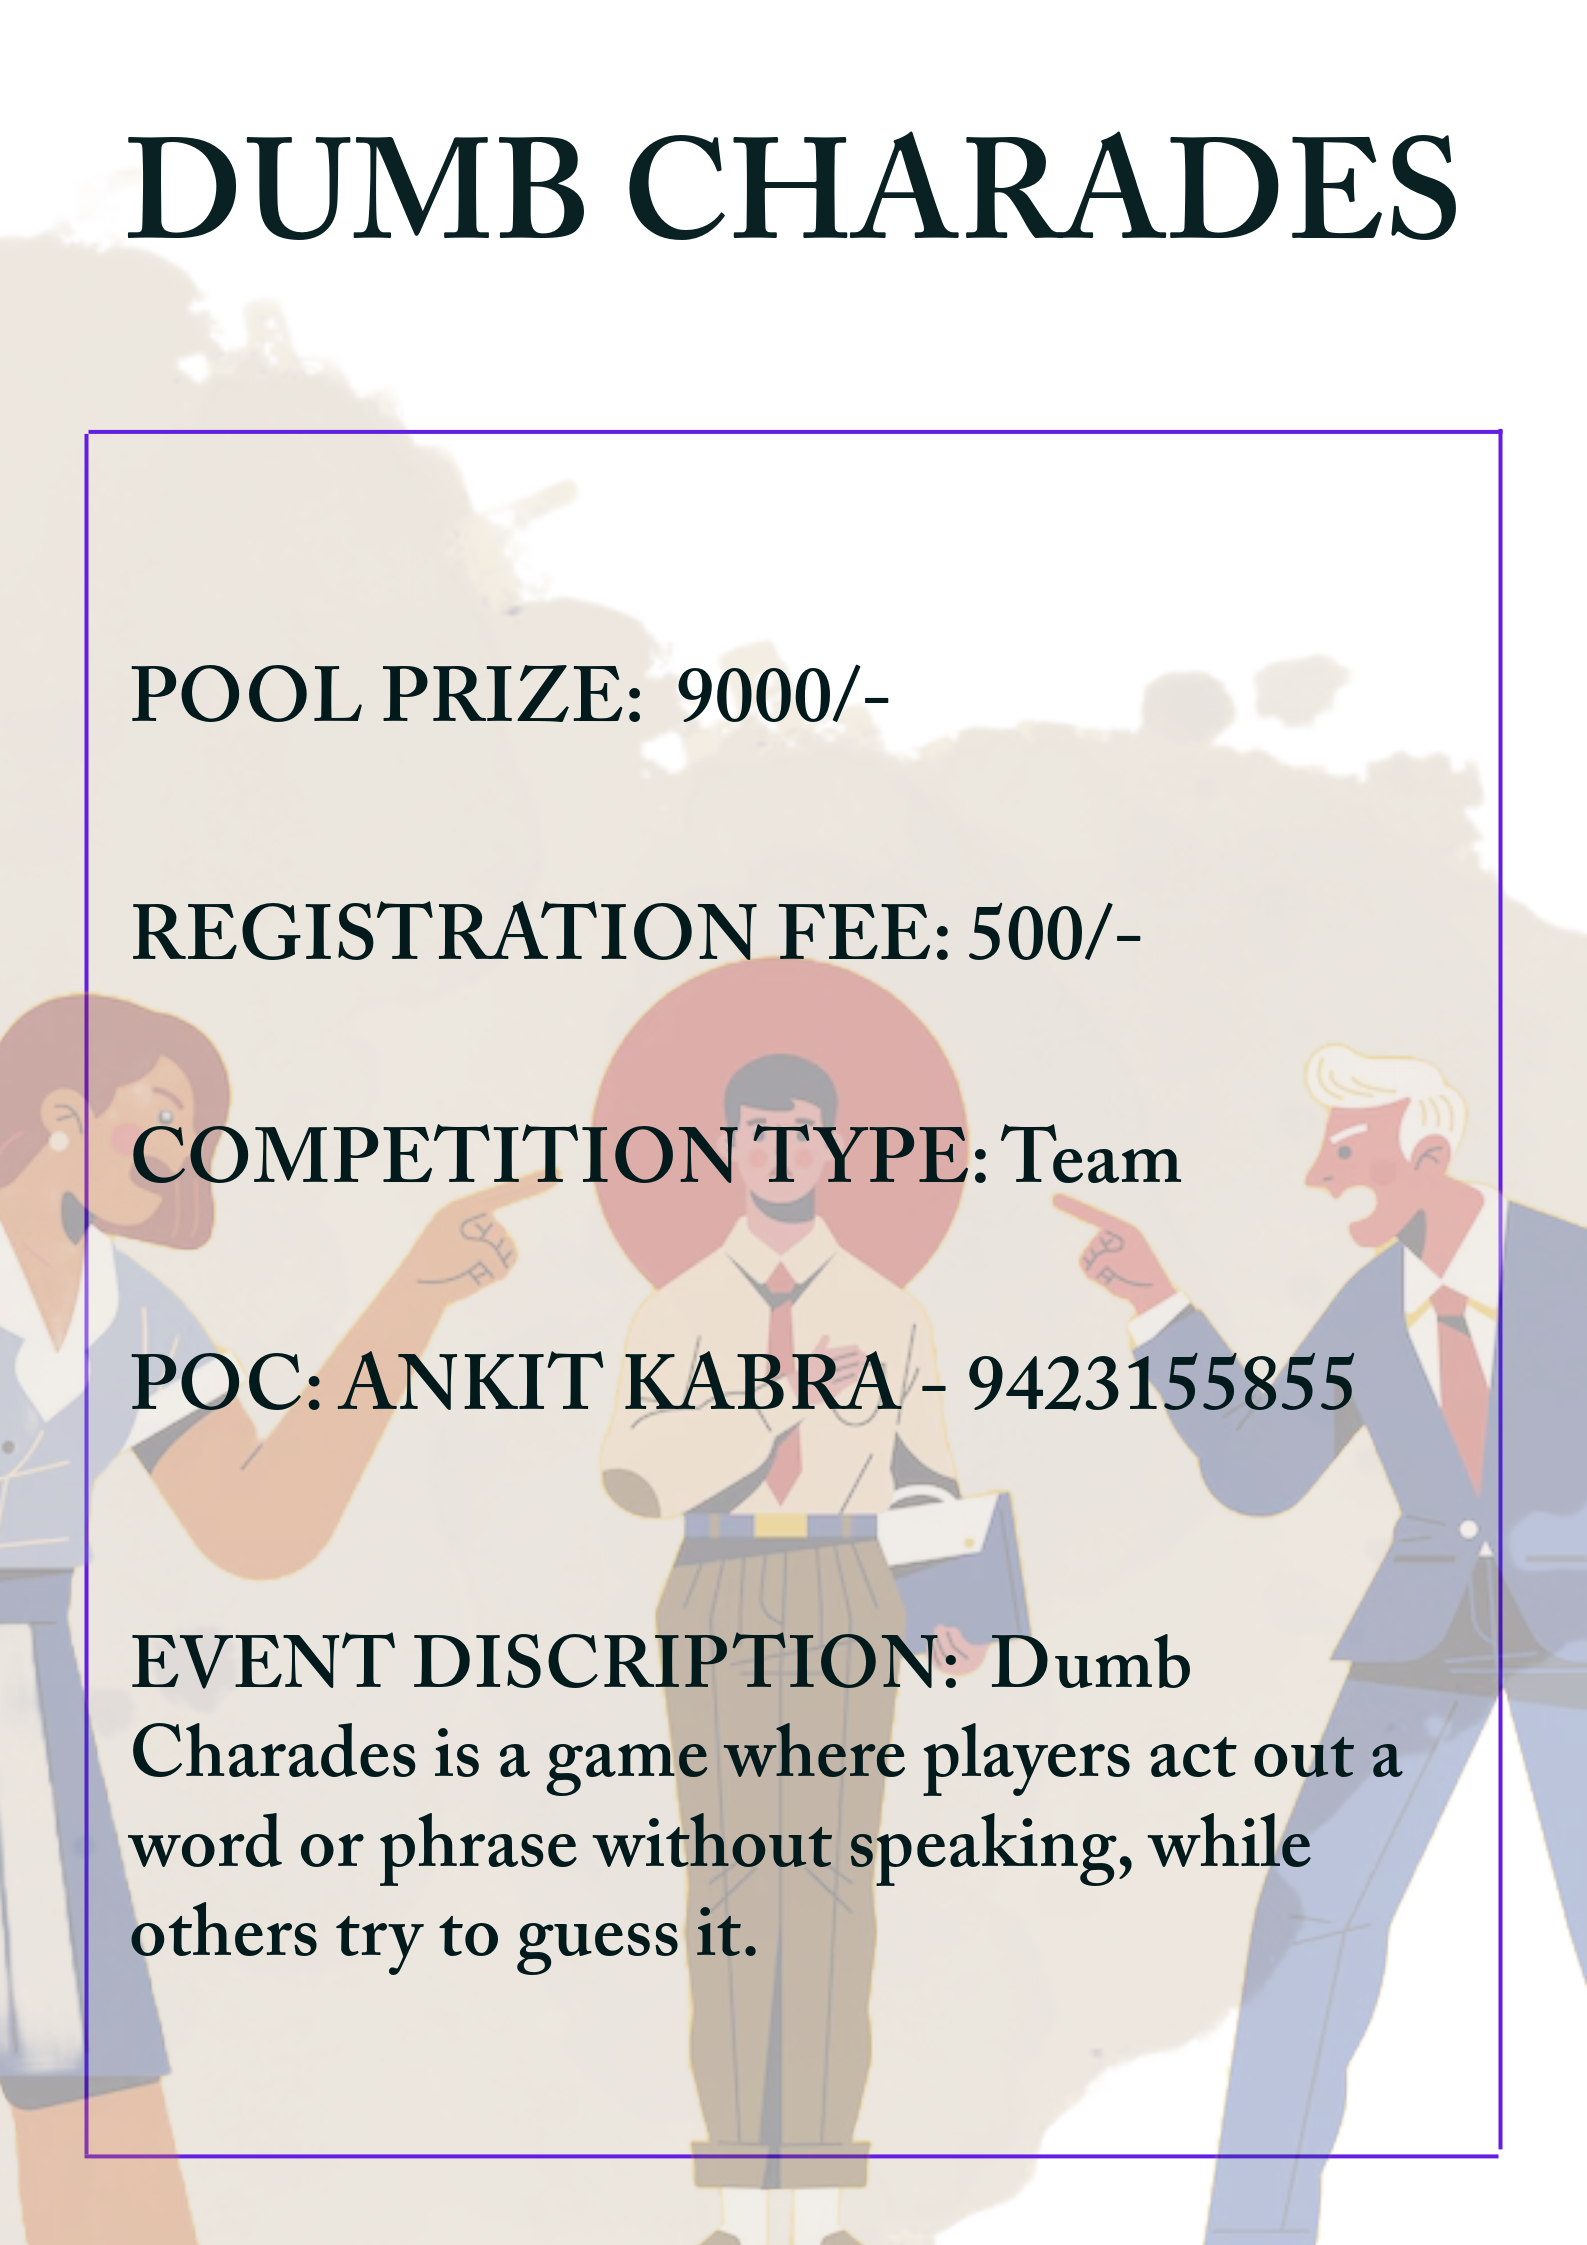 DUMB CHARADES
POOL PRIZE: 9000/-
REGISTRATION FEE: 500/-
COMPETITION TYPE: Team
POC: ANKIT KABRA - 9423155855
EVENT DISCRIPTION: Dumb
Charades is a game where players act out a
word or phrase without speaking, while
others try to guess it.